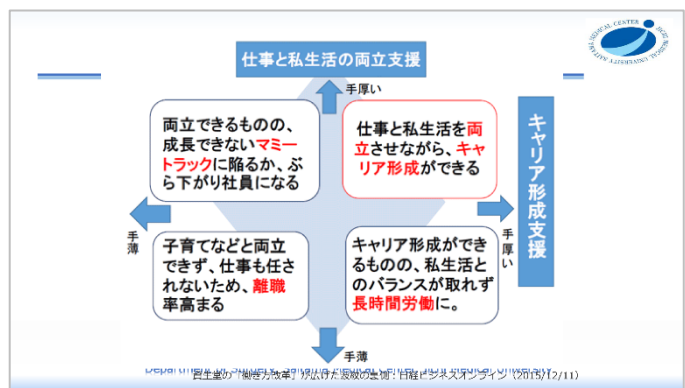 仕事と私生活の両立支援
手厚い
両立できるものの、
成長できないマミー
トラックに陥るか、ぶ
ら下がり社員になる
仕事と私生活を両
立させながら、キャ
リア形成ができる
キャリア形成支援
手薄
手厚い
子育てなどと両立
できず、仕事も任さ
れないため、離職
率高まる
キャリア形成ができ
るものの、私生活と
のバランスが取れず
長時間労働に。
手薄
資生堂の「働き方改革」が広げた波紋の裏側：日経ビジネスオンライン（2015/12/11）